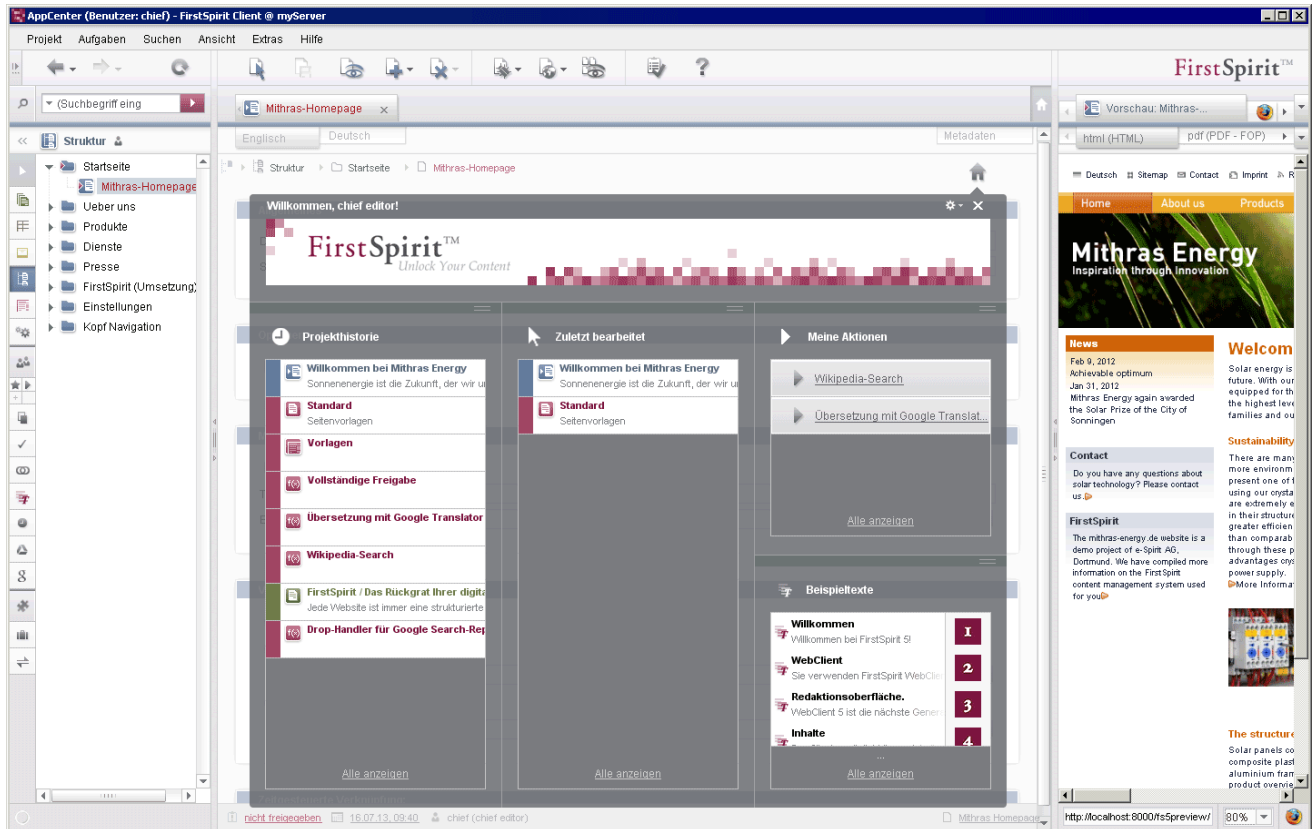 AppCenter (Benutzer: chief) - FirstSpirit Client @ myServer
Projekt Aufgaben Suchen Ansicht Extras Hilfe
FirstSpirit™
(Suchbegriff eing
Mithras-Homepage
Vorschau: Mithras-...
Struktur
Englisch Deutsch Metadaten
html (HTML) pdf (PDF - FOP)
Startseite
Mithras-Homepage
Ueber uns
Produkte
Dienste
Presse
FirstSpirit (Umsetzung)
Einstellungen
Kopf Navigation
Struktur Startseite Mithras-Homepage
Willkommen, chief editor!
FirstSpirit™
Unlock Your Content
Projekthistorie
Willkommen bei Mithras Energy
Sonnenenergie ist die Zukunft, der wir u
Standard
Seitenvorlagen
Vorlagen
Vollständige Freigabe
Übersetzung mit Google Translator
Wikipedia-Search
FirstSpirit / Das Rückgrat Ihrer digita
Jede Website ist immer eine strukturierte
Drop-Handler für Google Search-Rep
Alle anzeigen
Zuletzt bearbeitet
Willkommen bei Mithras Energy
Sonnenenergie ist die Zukunft, der wir u
Standard
Seitenvorlagen
Alle anzeigen
Meine Aktionen
Wikipedia-Search
Übersetzung mit Google Translat...
Alle anzeigen
Beispieltexte
Willkommen 1
Willkommen bei FirstSpirit 5!
WebClient 2
Sie verwenden FirstSpirit WebClie
Redaktionsoberfläche. 3
WebClient 5 ist die nächste Gener
Inhalte 4
...
Alle anzeigen
nicht freigegeben 16.07.13, 09:40 chief (chief editor) Mithras Homepage
Deutsch Sitemap Contact Imprint R
Home About us Products
Mithras Energy
Inspiration through Innovation
News
Feb 9, 2012
Achievable optimum
Jan 31, 2012
Mithras Energy again awarded
the Solar Prize of the City of
Sonningen
Contact
Do you have any questions about
solar technology? Please contact
us.
FirstSpirit
The mithras-energy.de website is a
demo project of e-Spirit AG,
Dortmund. We have compiled more
information on the FirstSpirit
content management system used
for you
Welcom
Solar energy is
future. With our
equipped for th
the highest leve
families and ou
Sustainability
There are many
more environm
present one of t
using our crysta
are extremely e
in their structure
greater efficien
than comparab
through these p
advantages crys
power supply.
More Informa
The structure
Solar panels co
composite plast
aluminium fram
product overvie
http://localhost:8000/fs5preview/ 80%